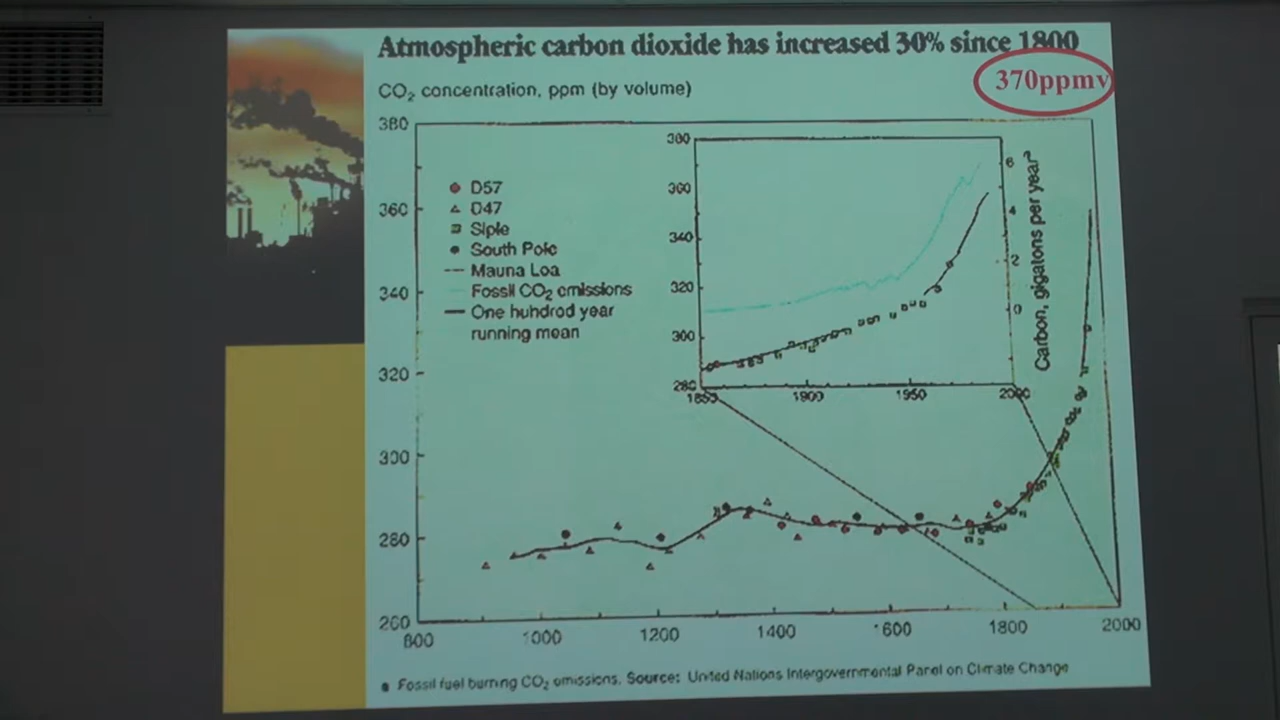 Atmospheric carbon dioxide has increased 30% since 1800
370ppmv
CO₂ concentration, ppm (by volume)
380
360
340
320
300
280
260
D57
D47
Siple
South Pole
Mauna Loa
Fossil CO₂ emissions
One hundred year
running mean
380
360
340
320
300
280
1850
1900
1950
2000
6
4
2
0
Carbon, gigatons per yearᵃ
800
1000
1200
1400
1600
1800
2000
Fossil fuel burning CO₂ emissions. Source: United Nations Intergovernmental Panel on Climate Change